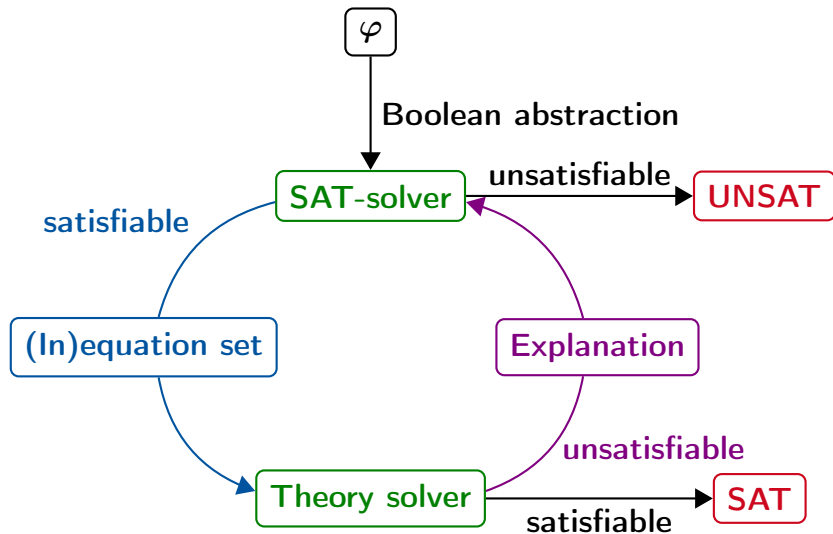 φ
Boolean abstraction
SAT-solver
unsatisfiable
UNSAT
satisfiable
(In)equation set
Explanation
unsatisfiable
Theory solver
satisfiable
SAT